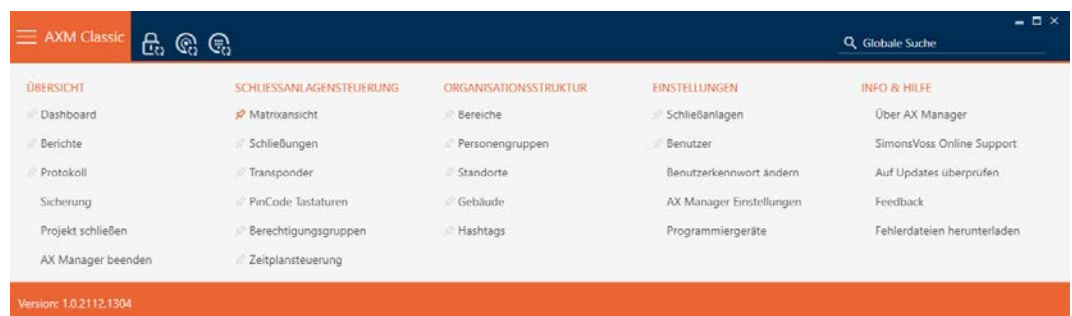 AXM Classic
Globale Suche
ÜBERSICHT
Dashboard
Berichte
Protokoll
Sicherung
Projekt schließen
AX Manager beenden
SCHLIESSANLAGENSTEUERUNG
Matrixansicht
Schließungen
Transponder
PinCode Tastaturen
Berechtigungsgruppen
Zeitplansteuerung
ORGANISATIONSSTRUKTUR
Bereiche
Personengruppen
Standorte
Gebäude
Hashtags
EINSTELLUNGEN
Schließanlagen
Benutzer
Benutzerkennwort ändern
AX Manager Einstellungen
Programmiergeräte
INFO & HILFE
Über AX Manager
SimonsVoss Online Support
Auf Updates überprüfen
Feedback
Fehlerdateien herunterladen
Version: 1.0.2112.1304